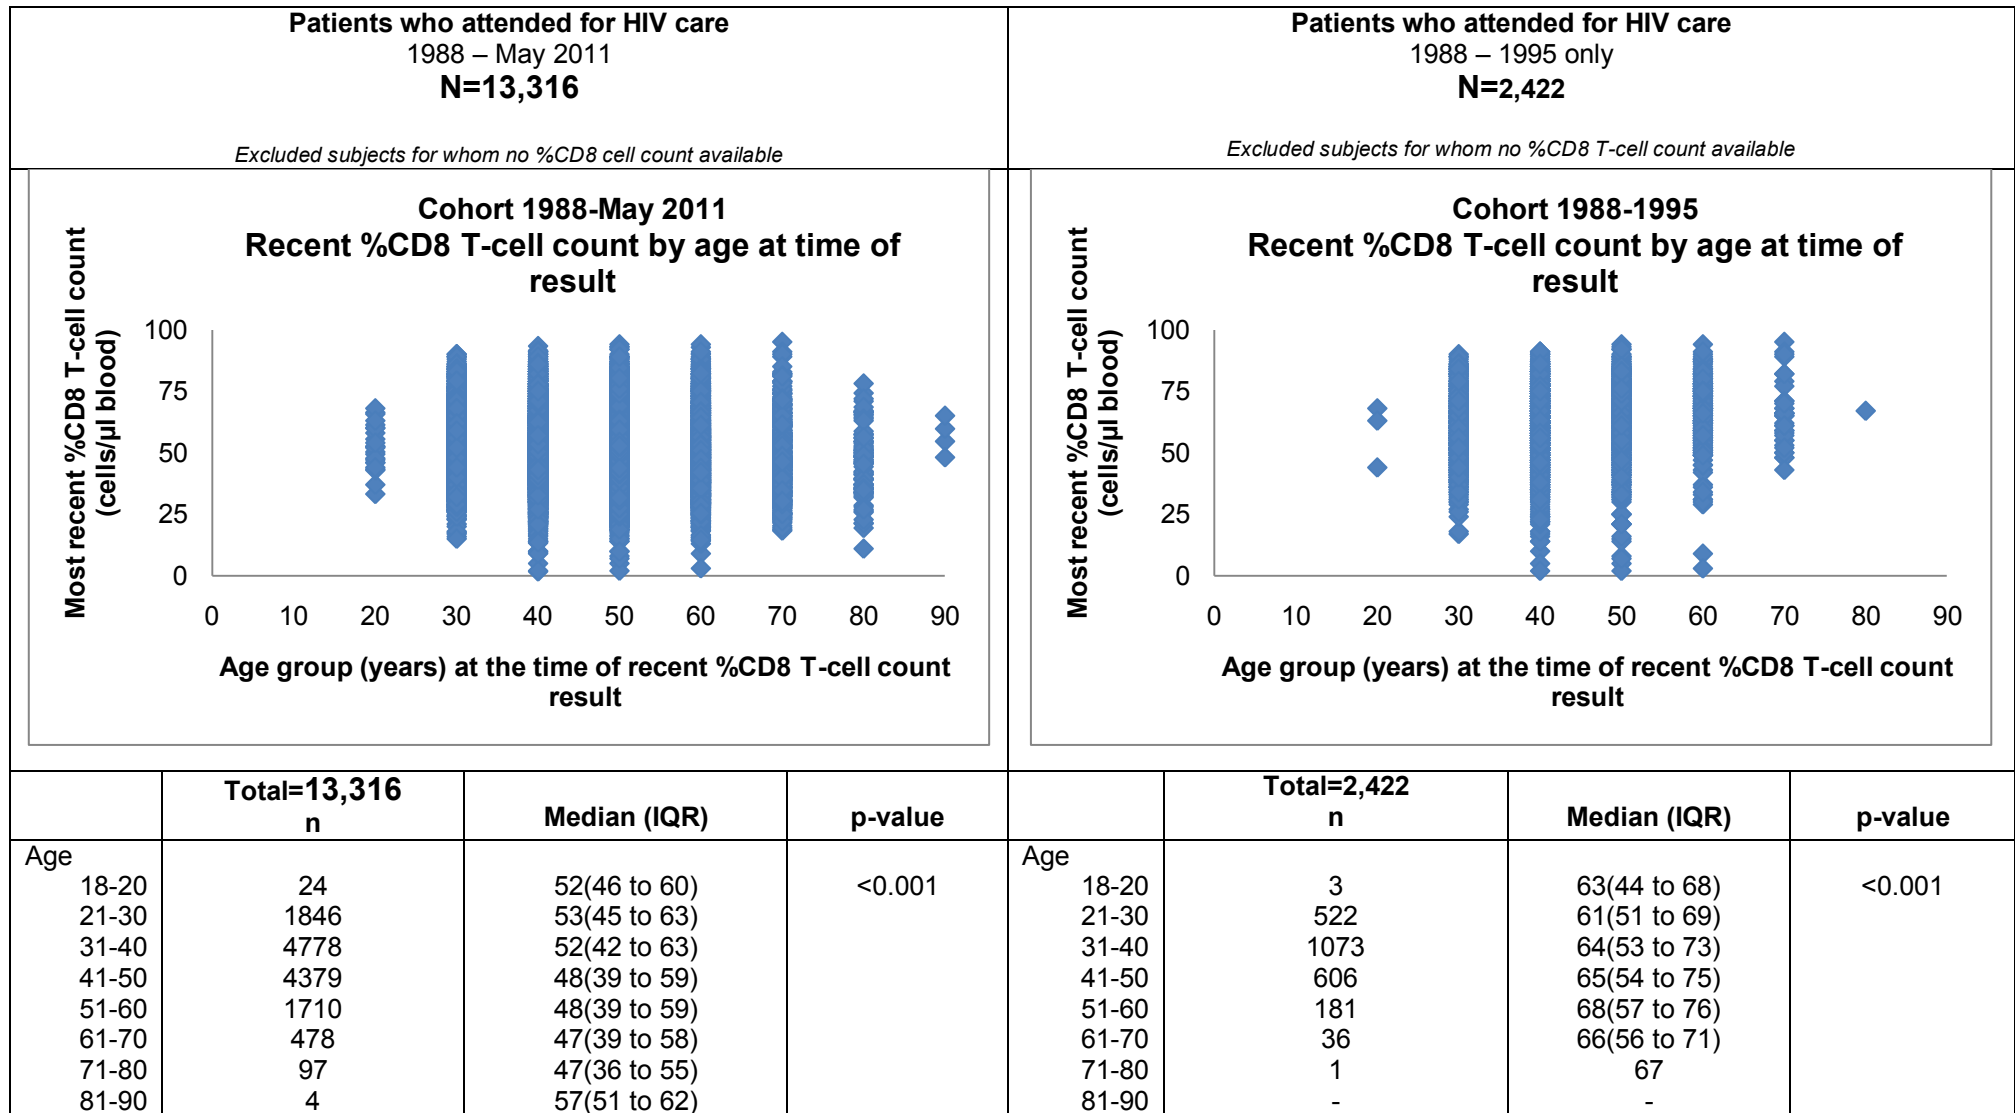 Patients who attended for HIV care
1988 – May 2011
N=13,316
Excluded subjects for whom no %CD8 cell count available
Patients who attended for HIV care
1988 – 1995 only
N=2,422
Excluded subjects for whom no %CD8 T-cell count available
Cohort 1988-May 2011
Recent %CD8 T-cell count by age at time of
result
Most recent %CD8 T-cell count
(cells/µl blood)
100
75
50
25
0
0 10 20 30 40 50 60 70 80 90
Age group (years) at the time of recent %CD8 T-cell count
result
Cohort 1988-1995
Recent %CD8 T-cell count by age at time of
result
Most recent %CD8 T-cell count
(cells/µl blood)
100
75
50
25
0
0 10 20 30 40 50 60 70 80 90
Age group (years) at the time of recent %CD8 T-cell count
result
Total=13,316
n Median (IQR) p-value
Age
18-20 24 52(46 to 60) <0.001
21-30 1846 53(45 to 63)
31-40 4778 52(42 to 63)
41-50 4379 48(39 to 59)
51-60 1710 48(39 to 59)
61-70 478 47(39 to 58)
71-80 97 47(36 to 55)
81-90 4 57(51 to 62)
Total=2,422
n Median (IQR) p-value
Age
18-20 3 63(44 to 68) <0.001
21-30 522 61(51 to 69)
31-40 1073 64(53 to 73)
41-50 606 65(54 to 75)
51-60 181 68(57 to 76)
61-70 36 66(56 to 71)
71-80 1 67
81-90 - -